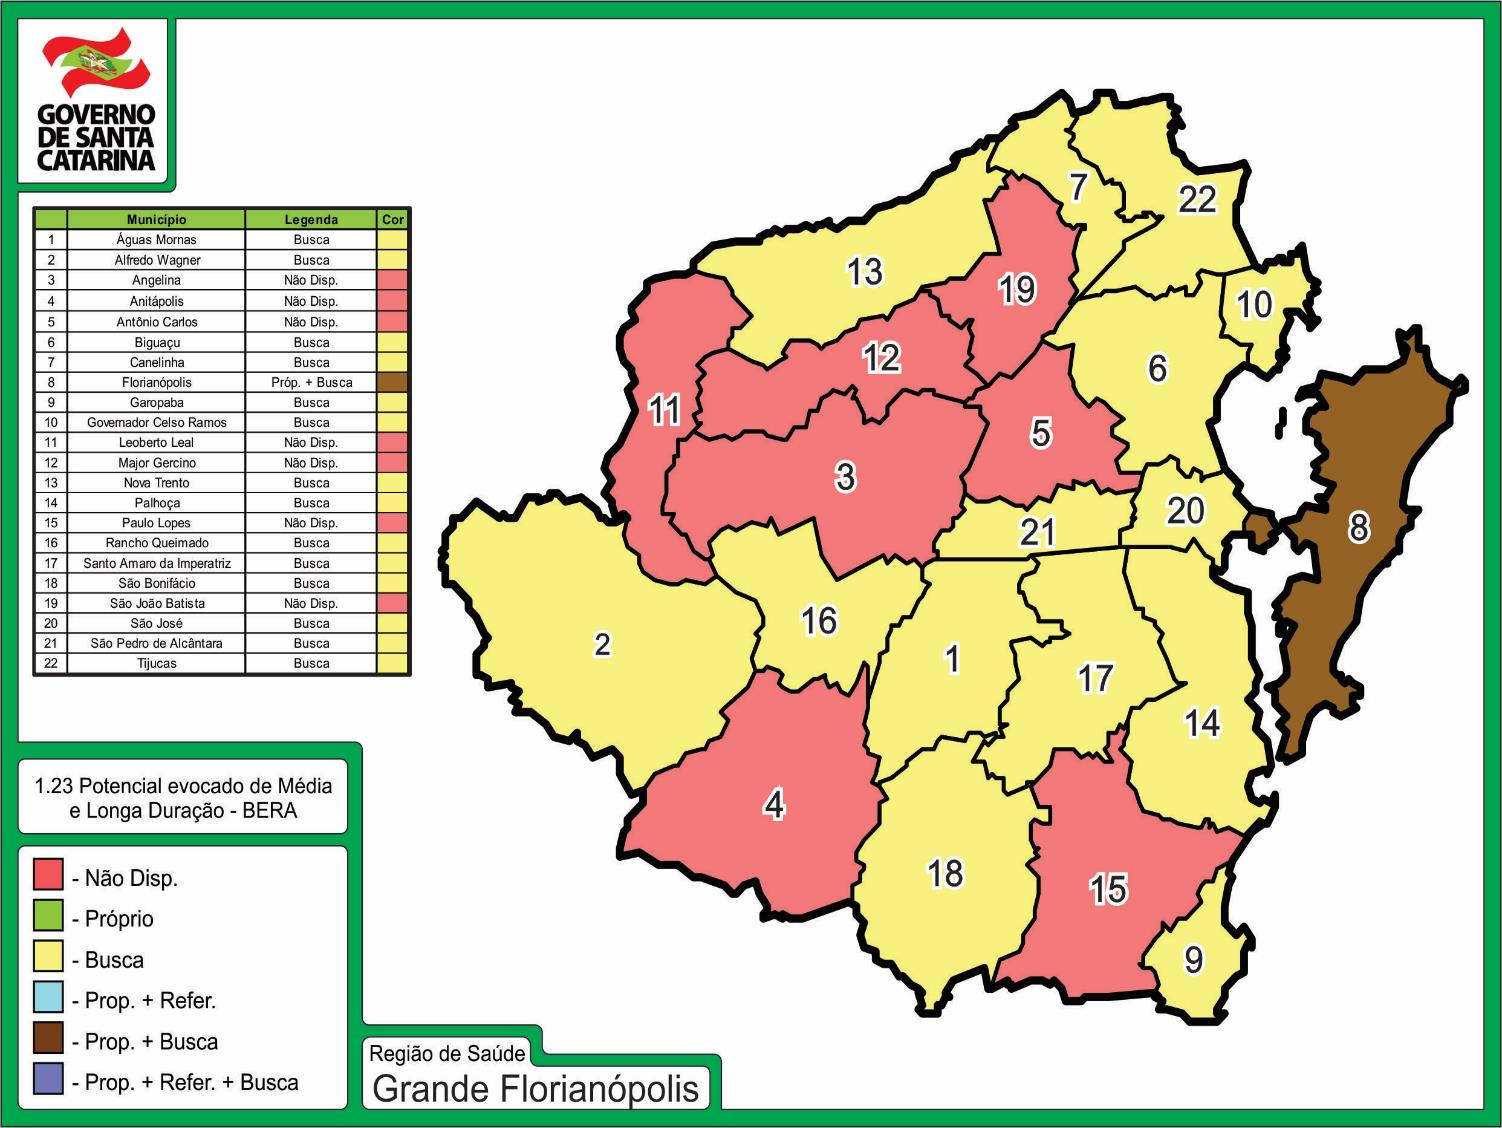 GOVERNO
DE SANTA
CATARINA
Município Legenda Cor
1 Águas Mornas Busca
2 Alfredo Wagner Busca
3 Angelina Não Disp.
4 Anitápolis Não Disp.
5 Antônio Carlos Não Disp.
6 Biguaçu Busca
7 Canelinha Busca
8 Florianópolis Próp. + Busca
9 Garopaba Busca
10 Governador Celso Ramos Busca
11 Leoberto Leal Não Disp.
12 Major Gercino Não Disp.
13 Nova Trento Busca
14 Palhoça Busca
15 Paulo Lopes Não Disp.
16 Rancho Queimado Busca
17 Santo Amaro da Imperatriz Busca
18 São Bonifácio Busca
19 São João Batista Não Disp.
20 São José Busca
21 São Pedro de Alcântara Busca
22 Tijucas Busca
7
22
13
19
10
12
6
11
5
3
20
21
8
16
2
1
17
14
4
18
15
9
1.23 Potencial evocado de Média
e Longa Duração - BERA
- Não Disp.
- Próprio
- Busca
- Prop. + Refer.
- Prop. + Busca
- Prop. + Refer. + Busca
Região de Saúde
Grande Florianópolis